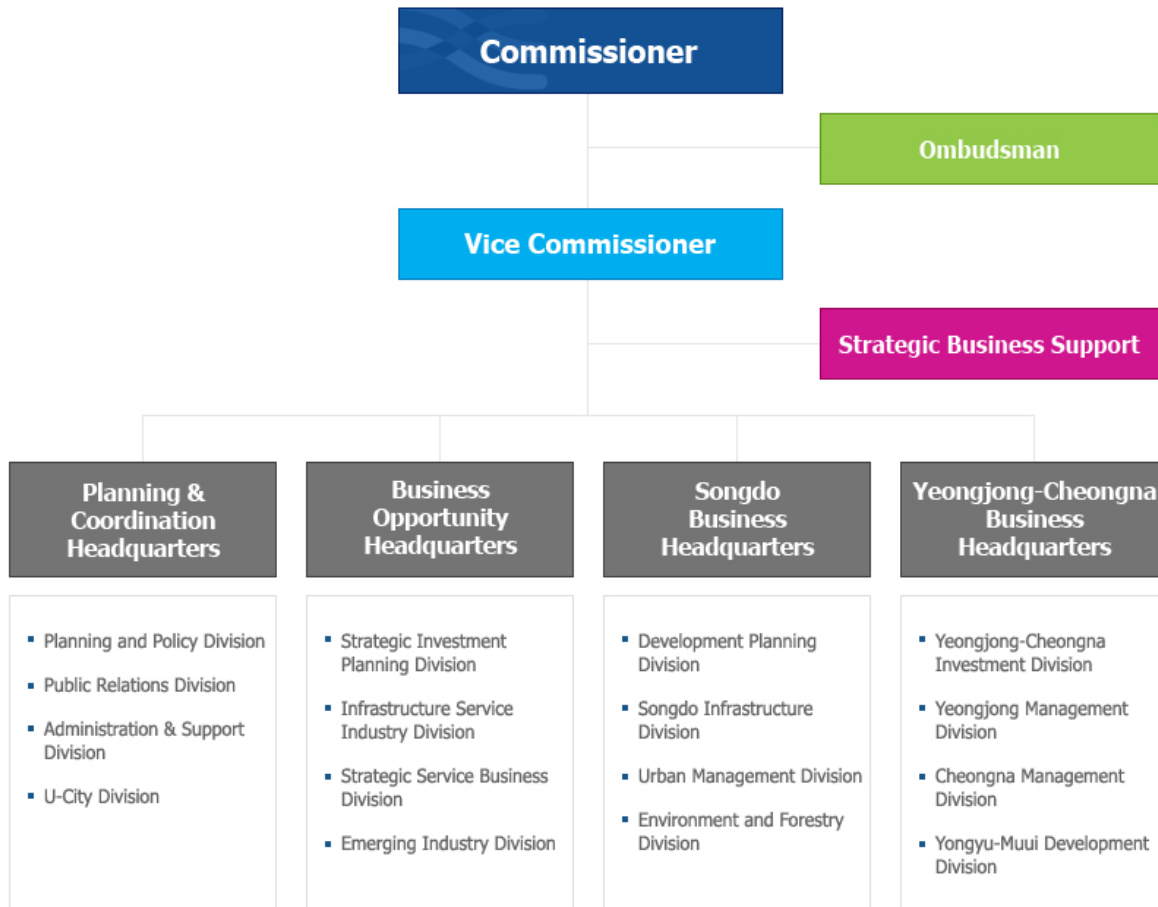 Commissioner
Ombudsman
Vice Commissioner
Strategic Business Support
Planning &
Coordination
Headquarters
Business
Opportunity
Headquarters
Songdo
Business
Headquarters
Yeongjong-Cheongna
Business
Headquarters
Planning and Policy Division
Public Relations Division
Administration & Support
Division
U-City Division
Strategic Investment
Planning Division
Infrastructure Service
Industry Division
Strategic Service Business
Division
Emerging Industry Division
Development Planning
Division
Songdo Infrastructure
Division
Urban Management Division
Environment and Forestry
Division
Yeongjong-Cheongna
Investment Division
Yeongjong Management
Division
Cheongna Management
Division
Yongyu-Muui Development
Division